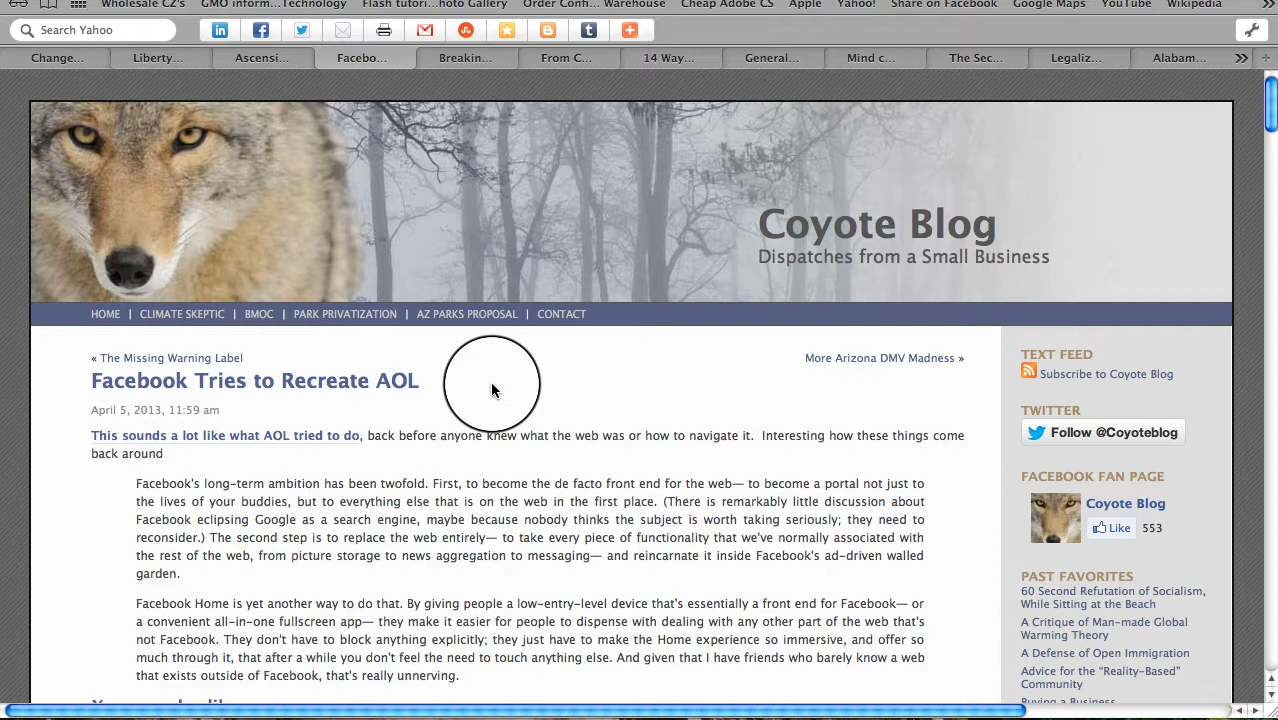 Wholesale CZ's
GMO inform...Technology
Flash tutori...hoto Gallery
Order Conf... Warehouse
Cheap Adobe CS
Apple
Yahoo!
Share on Facebook
Google Maps
YouTube
Wikipedia
Search Yahoo
Change...
Liberty...
Ascensi...
Facebo...
Breakin...
From C...
14 Way...
General...
Mind c...
The Sec...
Legaliz...
Alabam...
Coyote Blog
Dispatches from a Small Business
HOME | CLIMATE SKEPTIC | BMOC | PARK PRIVATIZATION | AZ PARKS PROPOSAL | CONTACT
« The Missing Warning Label
More Arizona DMV Madness »
Facebook Tries to Recreate AOL
April 5, 2013, 11:59 am
This sounds a lot like what AOL tried to do, back before anyone knew what the web was or how to navigate it. Interesting how these things come
back around
Facebook's long-term ambition has been twofold. First, to become the de facto front end for the web— to become a portal not just to
the lives of your buddies, but to everything else that is on the web in the first place. (There is remarkably little discussion about
Facebook eclipsing Google as a search engine, maybe because nobody thinks the subject is worth taking seriously; they need to
reconsider.) The second step is to replace the web entirely— to take every piece of functionality that we've normally associated with
the rest of the web, from picture storage to news aggregation to messaging— and reincarnate it inside Facebook's ad-driven walled
garden.
Facebook Home is yet another way to do that. By giving people a low-entry-level device that's essentially a front end for Facebook— or
a convenient all-in-one fullscreen app— they make it easier for people to dispense with dealing with any other part of the web that's
not Facebook. They don't have to block anything explicitly; they just have to make the Home experience so immersive, and offer so
much through it, that after a while you don't feel the need to touch anything else. And given that I have friends who barely know a web
that exists outside of Facebook, that's really unnerving.
TEXT FEED
Subscribe to Coyote Blog
TWITTER
Follow @Coyoteblog
FACEBOOK FAN PAGE
Coyote Blog
Like 553
PAST FAVORITES
60 Second Refutation of Socialism,
While Sitting at the Beach
A Critique of Man-made Global
Warming Theory
A Defense of Open Immigration
Advice for the “Reality-Based”
Community
Buying a Business